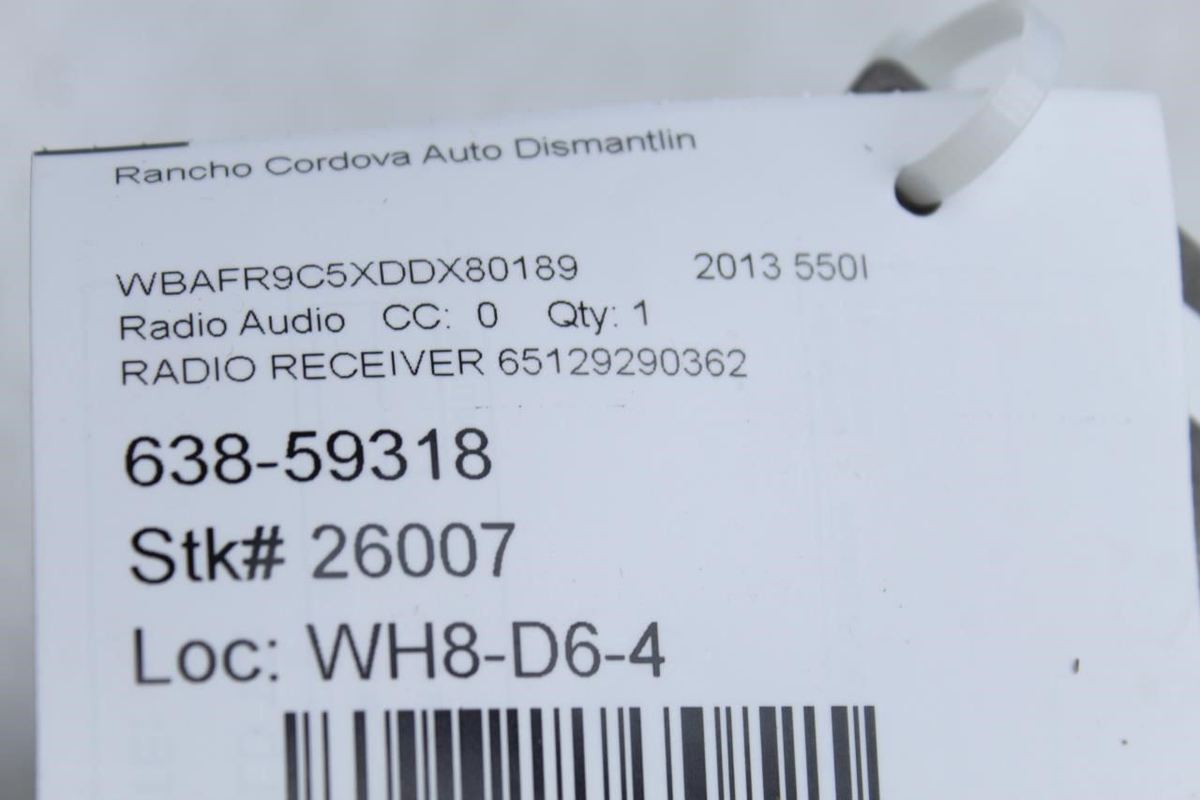 Rancho Cordova Auto Dismantlin
WBAFR9C5XDDX80189 2013 550I
Radio Audio CC: 0 Qty: 1
RADIO RECEIVER 65129290362
638-59318
Stk# 26007
Loc: WH8-D6-4